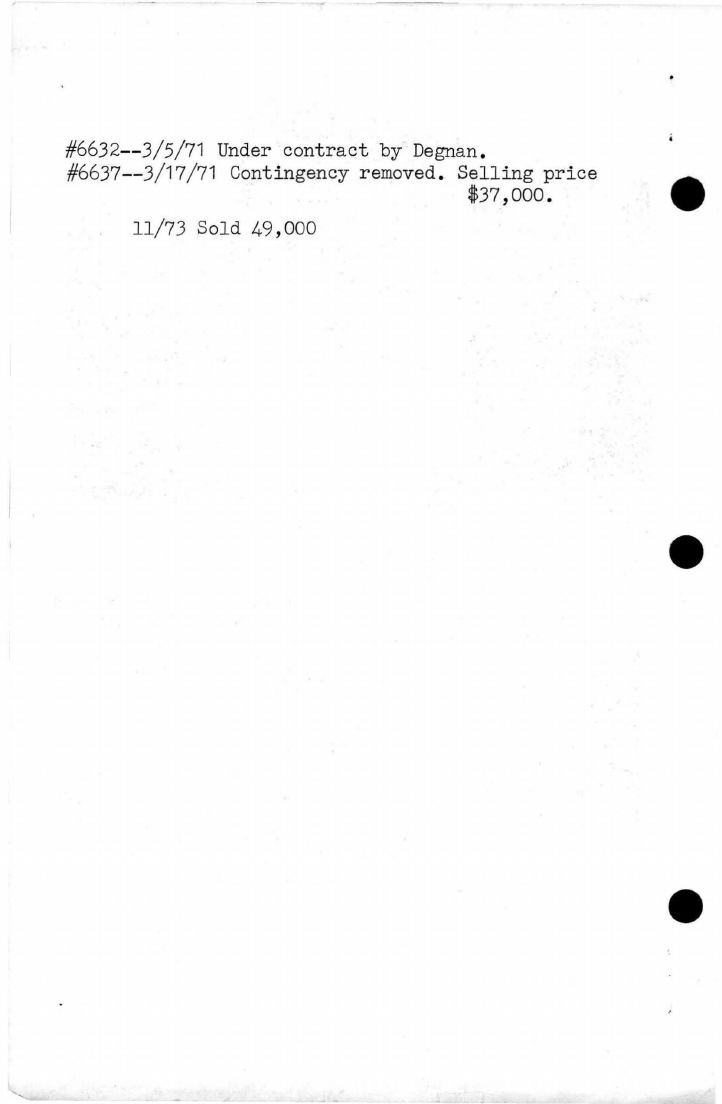 #6632--3/5/71 Under contract by Degnan.
#6637--3/17/71 Contingency removed. Selling price
$37,000.
11/73 Sold 49,000